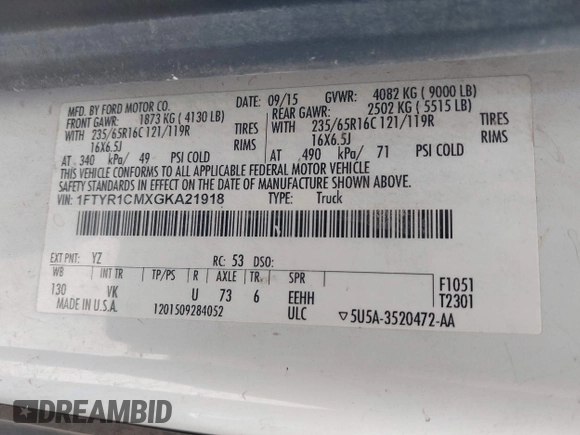 MFD. BY FORD MOTOR CO. DATE: 09/15 GVWR: 4082 KG ( 9000 LB)
FRONT GAWR: 1873 KG ( 4130 LB) REAR GAWR: 2502 KG ( 5515 LB)
WITH 235/65R16C 121/119R TIRES WITH 235/65R16C 121/119R TIRES
16X6.5J RIMS 16X6.5J RIMS
AT 340 kPa/ 49 PSI COLD AT 490 kPa/ 71 PSI COLD
THIS VEHICLE CONFORMS TO ALL APPLICABLE FEDERAL MOTOR VEHICLE
SAFETY STANDARDS IN EFFECT ON THE DATE OF MANUFACTURE SHOWN ABOVE.
VIN: 1FTYR1CMXGKA21918 TYPE: Truck
EXT PNT: YZ RC: 53 DSO:
WB INT TR TP/PS R AXLE TR SPR F1051
130 VK U 73 6 EEHH T2301
MADE IN U.S.A. 1201509284052 ULC ▽5U5A-3520472-AA
DREAMBID